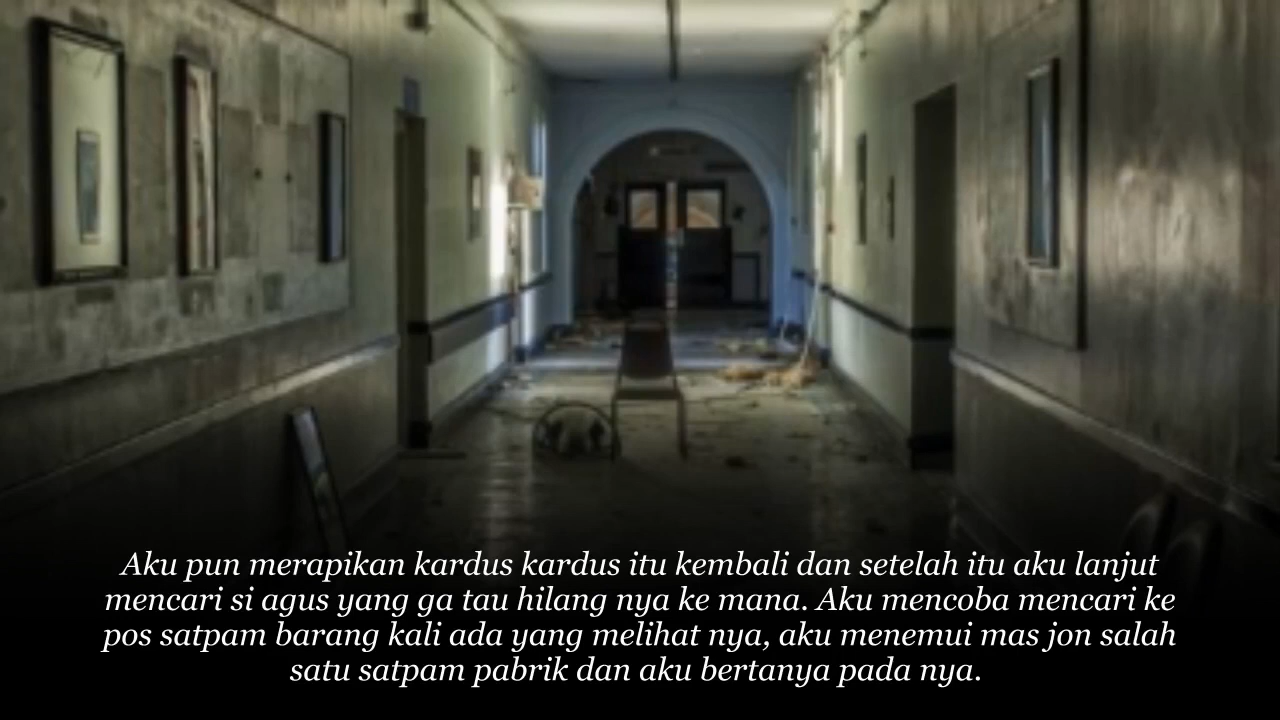 Aku pun merapikan kardus kardus itu kembali dan setelah itu aku lanjut
mencari si agus yang ga tau hilang nya ke mana. Aku mencoba mencari ke
pos satpam barang kali ada yang melihat nya, aku menemui mas jon salah
satu satpam pabrik dan aku bertanya pada nya.